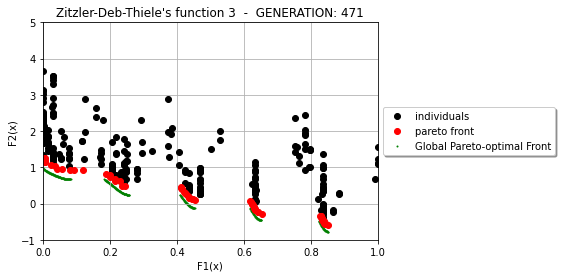 Zitzler-Deb-Thiele's function 3 - GENERATION: 471
5
4
3
2
1
0
−1
F2(x)
0.0 0.2 0.4 0.6 0.8 1.0
F1(x)
individuals
pareto front
Global Pareto-optimal Front